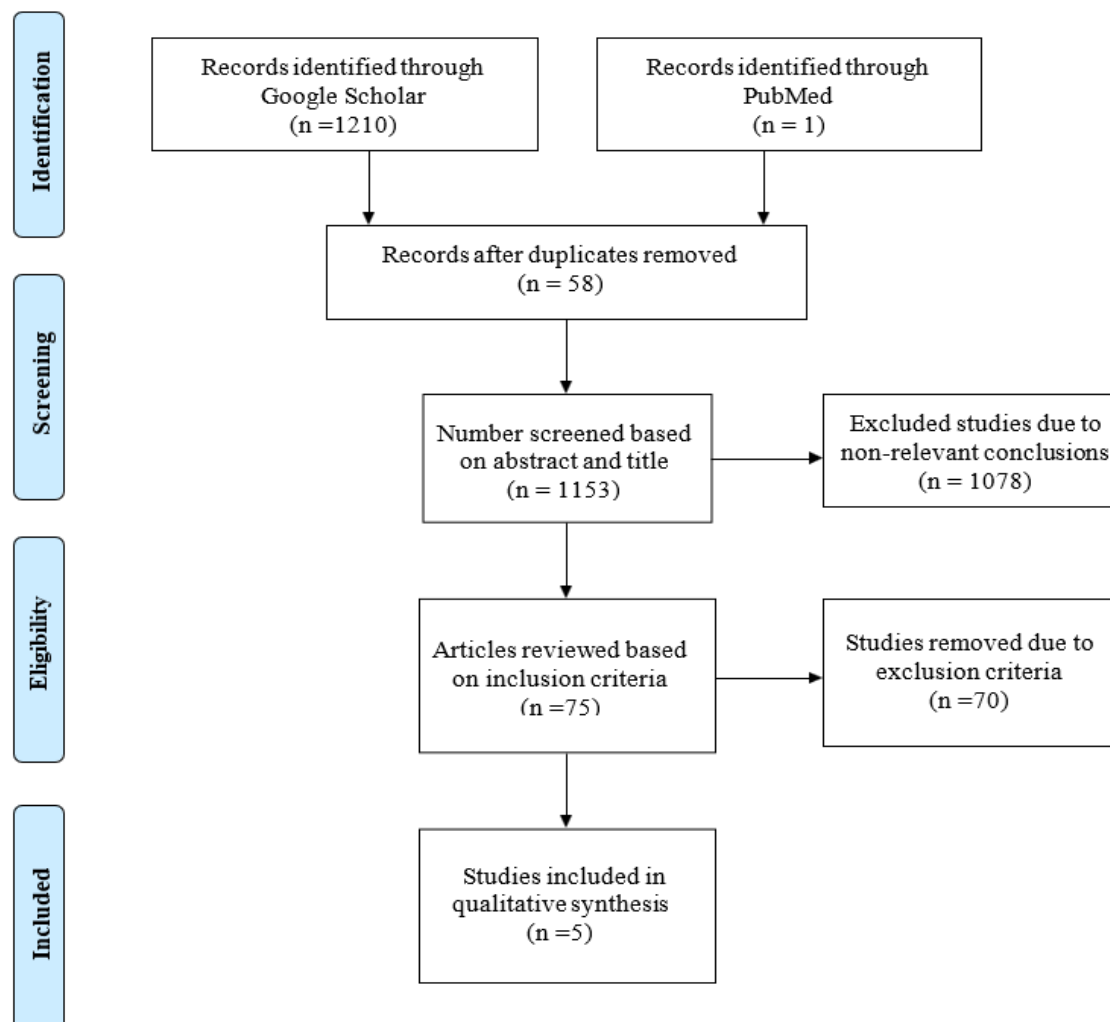 Identification
Records identified through
Google Scholar
(n =1210)
Records identified through
PubMed
(n = 1)
Records after duplicates removed
(n = 58)
Screening
Number screened based
on abstract and title
(n = 1153)
Excluded studies due to
non-relevant conclusions
(n = 1078)
Eligibility
Articles reviewed based
on inclusion criteria
(n =75)
Studies removed due to
exclusion criteria
(n =70)
Included
Studies included in
qualitative synthesis
(n =5)